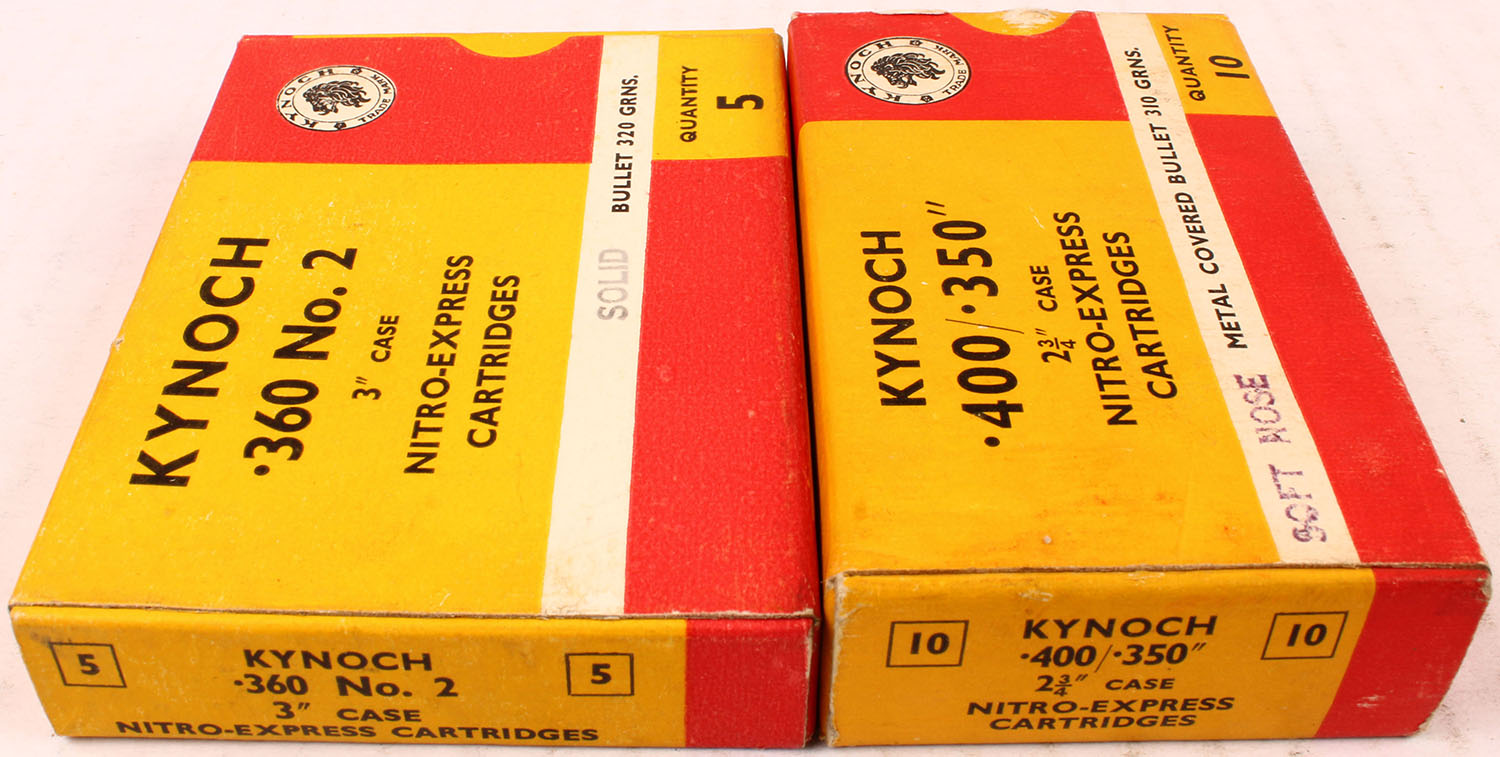 KYNOCH
TRADE MARK
QUANTITY
5
BULLET 320 GRNS.
SOLID
KYNOCH
·360 No. 2
3" CASE
NITRO-EXPRESS
CARTRIDGES
5
KYNOCH
·360 No. 2
3" CASE
NITRO-EXPRESS CARTRIDGES
5
KYNOCH
TRADE MARK
QUANTITY
10
METAL COVERED BULLET 310 GRNS.
SOFT NOSE
KYNOCH
·400/·350"
2¾" CASE
NITRO-EXPRESS
CARTRIDGES
10
KYNOCH
·400/·350"
2¾" CASE
NITRO-EXPRESS
CARTRIDGES
10